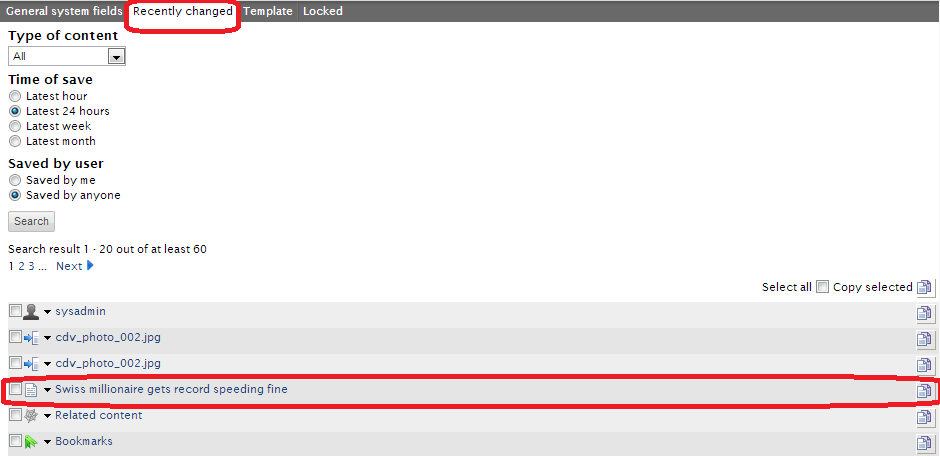 General system fields Recently changed Template Locked
Type of content
All
Time of save
Latest hour
Latest 24 hours
Latest week
Latest month
Saved by user
Saved by me
Saved by anyone
Search
Search result 1 - 20 out of at least 60
1 2 3 ... Next
Select all Copy selected
sysadmin
cdv_photo_002.jpg
cdv_photo_002.jpg
Swiss millionaire gets record speeding fine
Related content
Bookmarks